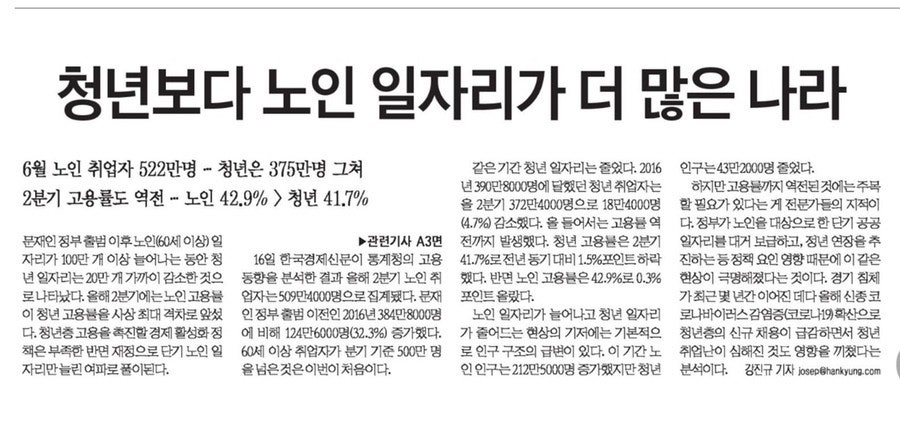 청년보다 노인 일자리가 더 많은 나라
6월 노인 취업자 522만명 – 청년은 375만명 그쳐
2분기 고용률도 역전 – 노인 42.9% > 청년 41.7%
문재인 정부 출범 이후 노인(60세 이상) 일
자리가 100만 개 이상 늘어나는 동안 청
년 일자리는 20만 개 가까이 감소한 것으
로 나타났다. 올해 2분기에는 노인 고용률
이 청년 고용률을 사상 최대 격차로 앞섰
다. 청년층 고용을 촉진할 경제 활성화 정
책은 부족한 반면 재정으로 단기 노인 일
자리만 늘린 여파로 풀이된다.
▶관련기사 A3면
16일 한국경제신문이 통계청의 고용
동향을 분석한 결과 올해 2분기 노인 취
업자는 509만4000명으로 집계됐다. 문재
인 정부 출범 이전인 2016년 384만8000명
에 비해 124만6000명(32.3%) 증가했다.
60세 이상 취업자가 분기 기준 500만 명
을 넘은 것은 이번이 처음이다.
같은 기간 청년 일자리는 줄었다. 2016
년 390만8000명에 달했던 청년 취업자는
올 2분기 372만4000명으로 18만4000명
(4.7%) 감소했다. 올 들어서는 고용률 역
전까지 발생했다. 청년 고용률은 2분기
41.7%로 전년 동기 대비 1.5%포인트 하락
했다. 반면 노인 고용률은 42.9%로 0.3%
포인트 올랐다.
노인 일자리가 늘어나고 청년 일자리
가 줄어드는 현상의 기저에는 기본적으
로 인구 구조의 급변이 있다. 이 기간 노
인 인구는 212만5000명 증가했지만 청년
인구는 43만2000명 줄었다.
하지만 고용률까지 역전된 것에는 주목
할 필요가 있다는 게 전문가들의 지적이
다. 정부가 노인을 대상으로 한 단기 공공
일자리를 대거 보급하고, 정년 연장을 추
진하는 등 정책 요인 영향 때문에 이 같은
현상이 극명해졌다는 것이다. 경기 침체
가 최근 몇 년간 이어진 데다 올해 신종 코
로나바이러스 감염증(코로나19) 확산으로
청년층의 신규 채용이 급감하면서 청년
취업난이 심해진 것도 영향을 끼쳤다는
분석이다. 강진규 기자 josep@hankyung.com